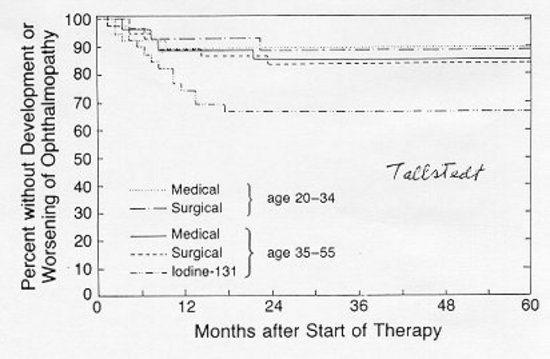 Percent without Development or
Worsening of Ophthalmopathy
100
90
80
70
60
50
40
30
20
10
0
Tallstedt
Medical
Surgical
age 20–34
Medical
Surgical
Iodine-131
age 35–55
0
12
24
36
48
60
Months after Start of Therapy